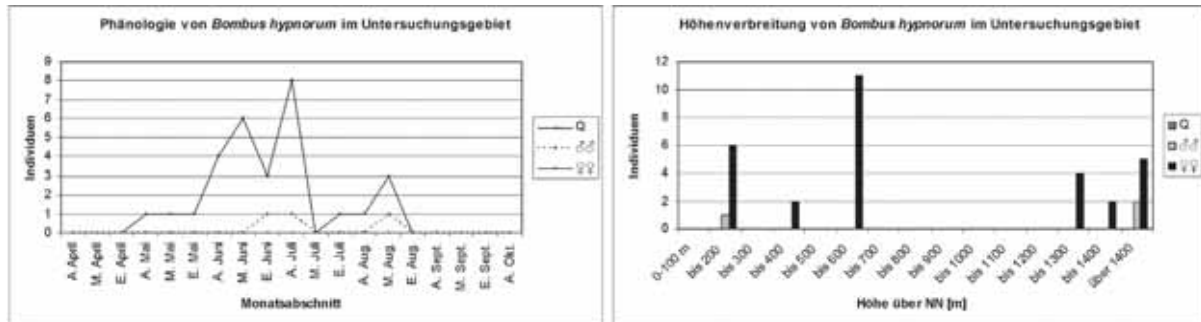 Phänologie von Bombus hypnorum im Untersuchungsgebiet
9
8
7
6
5
4
3
2
1
0
Individuen
A. April
M. April
E. April
A. Mai
M. Mai
E. Mai
A. Juni
M. Juni
E. Juni
A. Juli
M. Juli
E. Juli
A. Aug.
M. Aug.
E. Aug.
A. Sept.
M. Sept.
E. Sept.
A. Okt.
Monatsabschnitt
Q
♂♂
♀♀
Höhenverbreitung von Bombus hypnorum im Untersuchungsgebiet
12
10
8
6
4
2
0
Individuen
0-100 m
bis 200
bis 300
bis 400
bis 500
bis 600
bis 700
bis 800
bis 900
bis 1000
bis 1100
bis 1200
bis 1300
bis 1400
über 1400
Höhe über NN [m]
Q
♂♂
♀♀